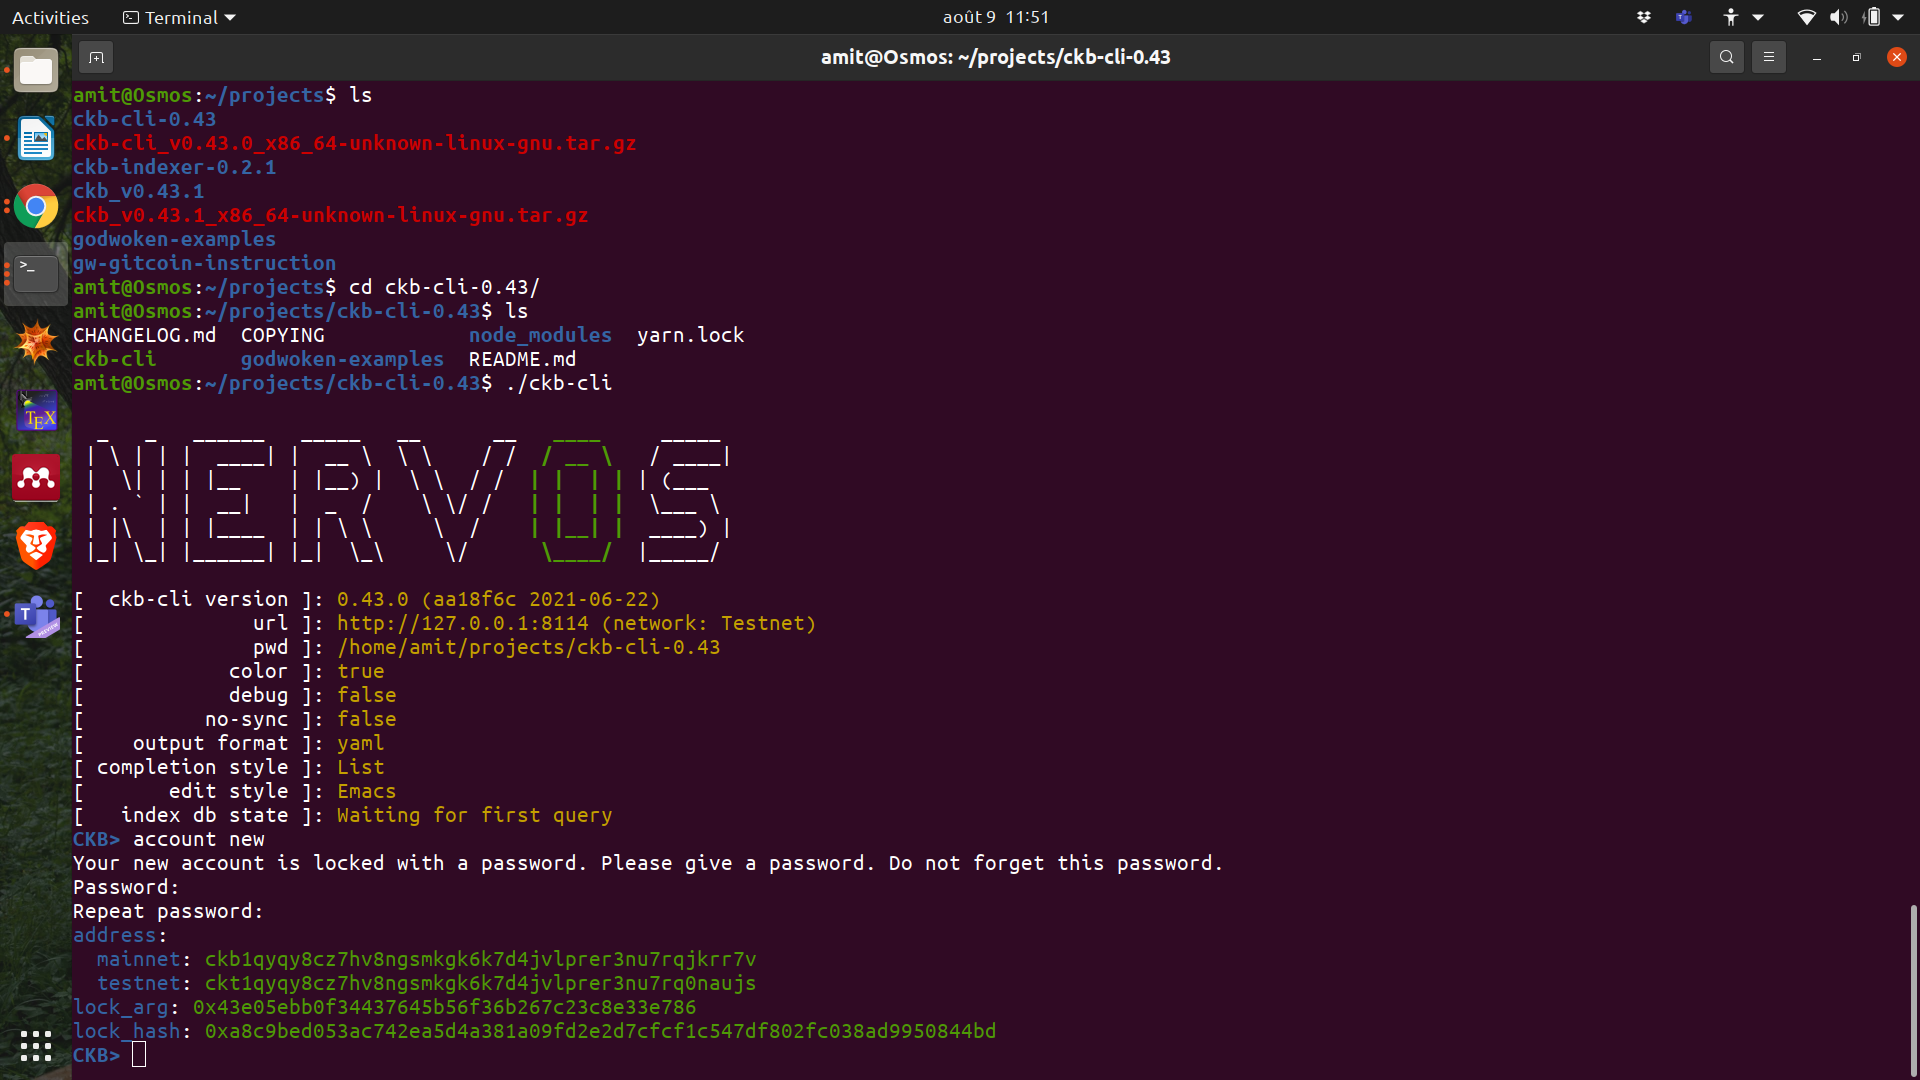 Activities Terminal août 9 11:51
amit@Osmos: ~/projects/ckb-cli-0.43
amit@Osmos:~/projects$ ls
ckb-cli-0.43
ckb-cli_v0.43.0_x86_64-unknown-linux-gnu.tar.gz
ckb-indexer-0.2.1
ckb_v0.43.1
ckb_v0.43.1_x86_64-unknown-linux-gnu.tar.gz
godwoken-examples
gw-gitcoin-instruction
amit@Osmos:~/projects$ cd ckb-cli-0.43/
amit@Osmos:~/projects/ckb-cli-0.43$ ls
CHANGELOG.md COPYING node_modules yarn.lock
ckb-cli godwoken-examples README.md
amit@Osmos:~/projects/ckb-cli-0.43$ ./ckb-cli
NERVOS
[ ckb-cli version ]: 0.43.0 (aa18f6c 2021-06-22)
[ url ]: http://127.0.0.1:8114 (network: Testnet)
[ pwd ]: /home/amit/projects/ckb-cli-0.43
[ color ]: true
[ debug ]: false
[ no-sync ]: false
[ output format ]: yaml
[ completion style ]: List
[ edit style ]: Emacs
[ index db state ]: Waiting for first query
CKB> account new
Your new account is locked with a password. Please give a password. Do not forget this password.
Password:
Repeat password:
address:
mainnet: ckb1qyqy8cz7hv8ngsmkgk6k7d4jvlprer3nu7rqjkrr7v
testnet: ckt1qyqy8cz7hv8ngsmkgk6k7d4jvlprer3nu7rq0naujs
lock_arg: 0x43e05ebb0f34437645b56f36b267c23c8e33e786
lock_hash: 0xa8c9bed053ac742ea5d4a381a09fd2e2d7cfcf1c547df802fc038ad9950844bd
CKB>